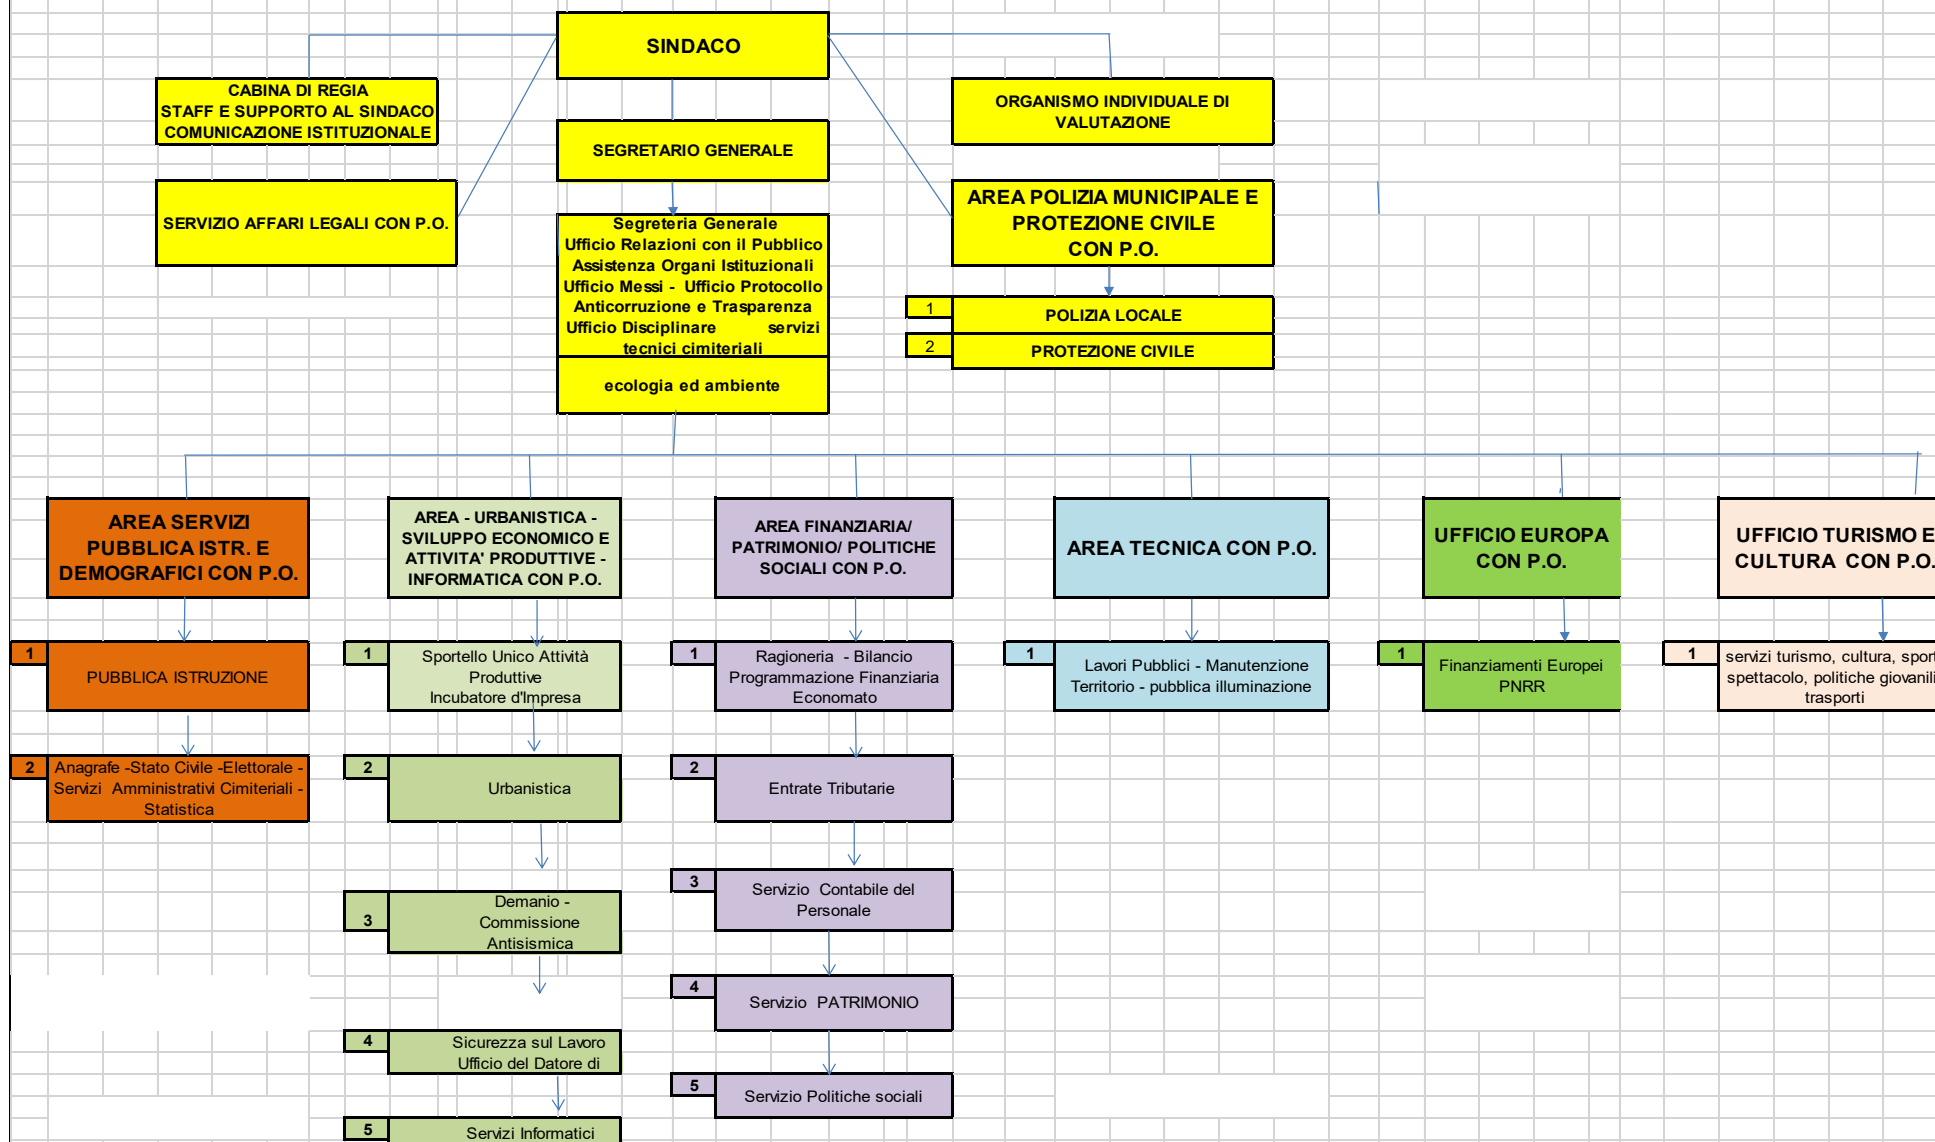 SINDACO
CABINA DI REGIA
STAFF E SUPPORTO AL SINDACO
COMUNICAZIONE ISTITUZIONALE
ORGANISMO INDIVIDUALE DI
VALUTAZIONE
SEGRETARIO GENERALE
SERVIZIO AFFARI LEGALI CON P.O.
AREA POLIZIA MUNICIPALE E
PROTEZIONE CIVILE
CON P.O.
Segreteria Generale
Ufficio Relazioni con il Pubblico
Assistenza Organi Istituzionali
Ufficio Messi - Ufficio Protocollo
Anticorruzione e Trasparenza
Ufficio Disciplinare servizi
tecnici cimiteriali
ecologia ed ambiente
1
POLIZIA LOCALE
2
PROTEZIONE CIVILE
AREA SERVIZI
PUBBLICA ISTR. E
DEMOGRAFICI CON P.O.
AREA - URBANISTICA -
SVILUPPO ECONOMICO E
ATTIVITA' PRODUTTIVE -
INFORMATICA CON P.O.
AREA FINANZIARIA/
PATRIMONIO/ POLITICHE
SOCIALI CON P.O.
AREA TECNICA CON P.O.
UFFICIO EUROPA
CON P.O.
UFFICIO TURISMO E
CULTURA CON P.O.
1
PUBBLICA ISTRUZIONE
1
Sportello Unico Attività
Produttive
Incubatore d'Impresa
1
Ragioneria - Bilancio
Programmazione Finanziaria
Economato
1
Lavori Pubblici - Manutenzione
Territorio - pubblica illuminazione
1
Finanziamenti Europei
PNRR
1
servizi turismo, cultura, sport
spettacolo, politiche giovanili
trasporti
2
Anagrafe -Stato Civile -Elettorale -
Servizi Amministrativi Cimiteriali -
Statistica
2
Urbanistica
2
Entrate Tributarie
3
Demanio -
Commissione
Antisismica
3
Servizio Contabile del
Personale
4
Servizio PATRIMONIO
4
Sicurezza sul Lavoro
Ufficio del Datore di
5
Servizio Politiche sociali
5
Servizi Informatici